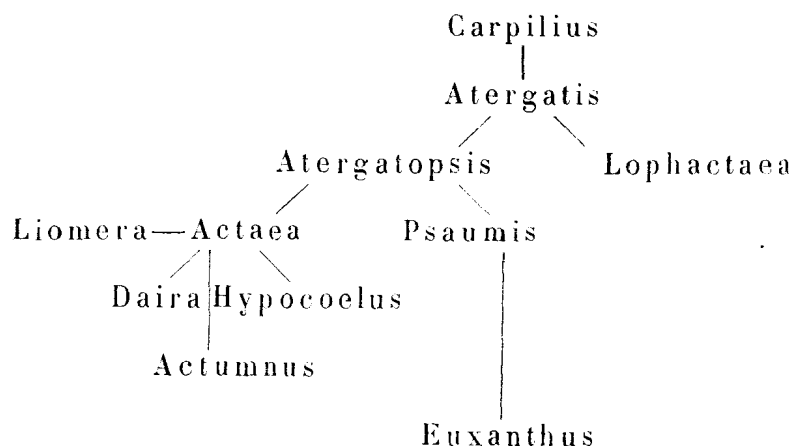 Carpilius
Atergatis
Atergatopsis Lophactaea
Liomera—Actaea Psaumis
Daira Hypocoelus
Actumnus
Euxanthus